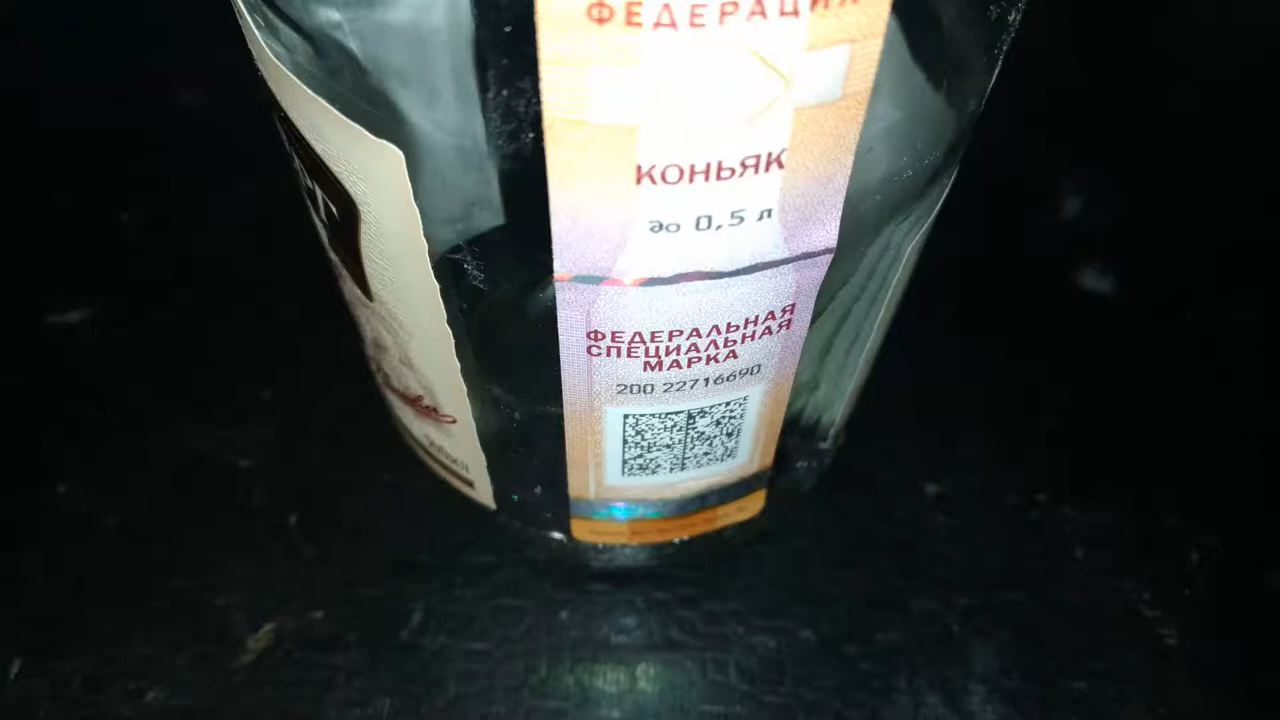 ФЕДЕРАЦИЯ
КОНЬЯК
до 0,5 л
ФЕДЕРАЛЬНАЯ
СПЕЦИАЛЬНАЯ
МАРКА
200 22716690